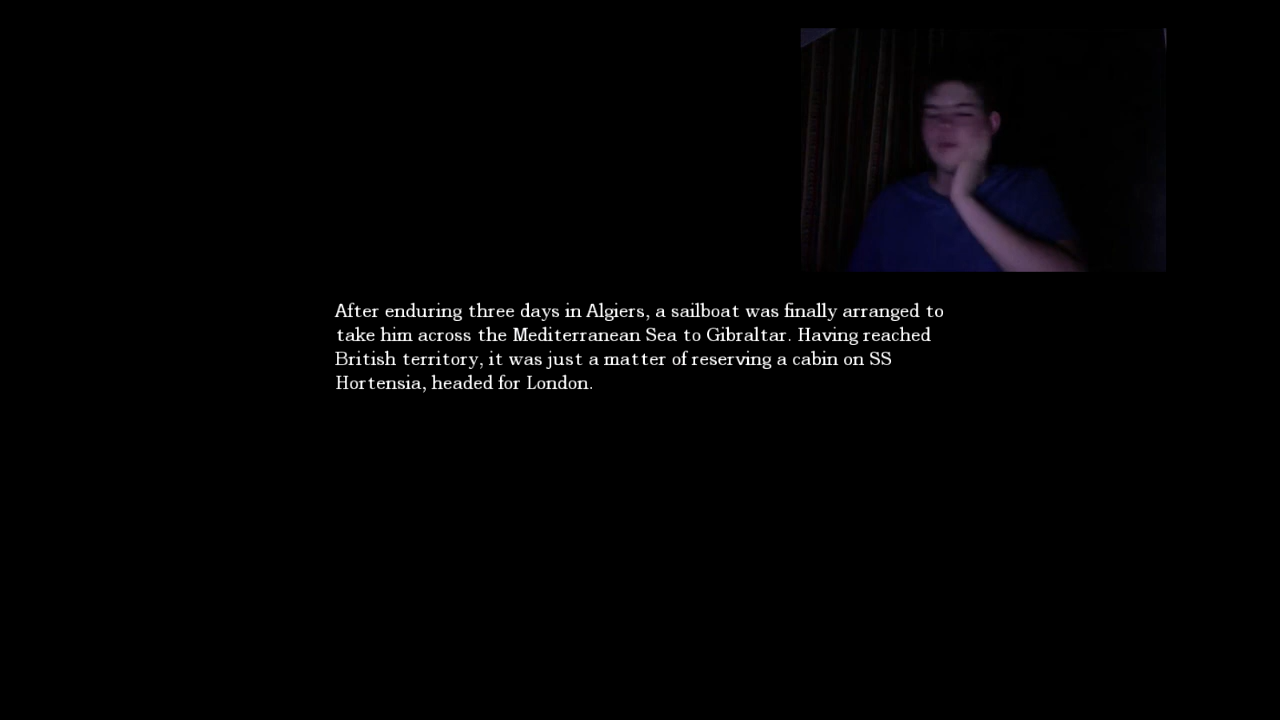 After enduring three days in Algiers, a sailboat was finally arranged to
take him across the Mediterranean Sea to Gibraltar. Having reached
British territory, it was just a matter of reserving a cabin on SS
Hortensia, headed for London.